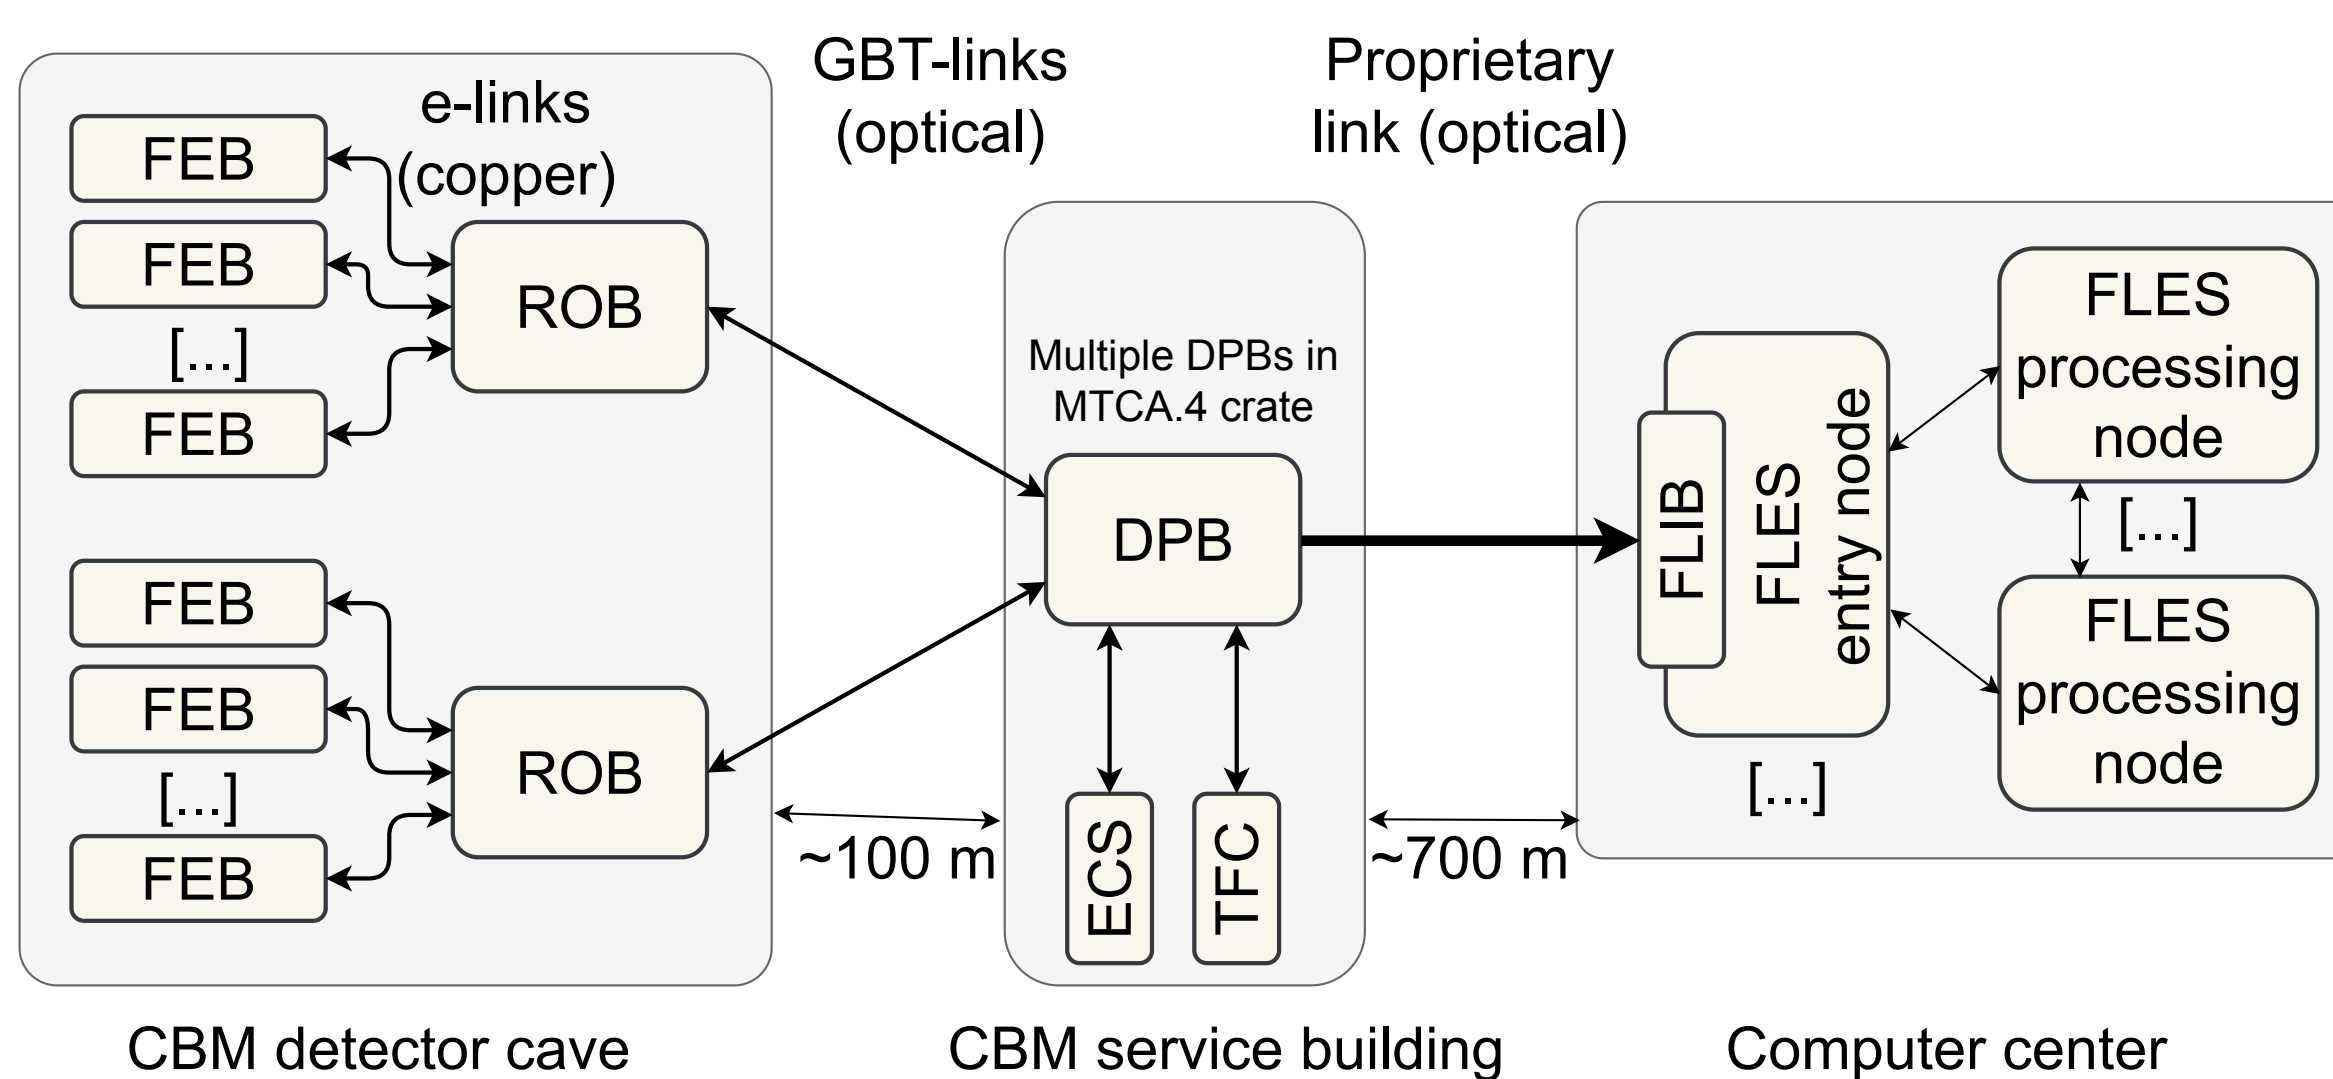 GBT-links
(optical)
Proprietary
link (optical)
e-links
(copper)
FEB
FEB
[...]
FEB
ROB
FEB
FEB
[...]
FEB
ROB
~100 m
Multiple DPBs in
MTCA.4 crate
DPB
ECS
TFC
~700 m
FLIB
FLES
entry node
[...]
FLES
processing
node
[...]
FLES
processing
node
CBM detector cave
CBM service building
Computer center